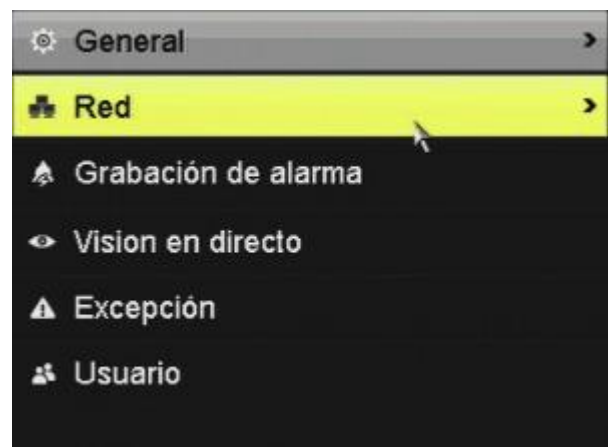 General
Red
Grabación de alarma
Vision en directo
Excepción
Usuario